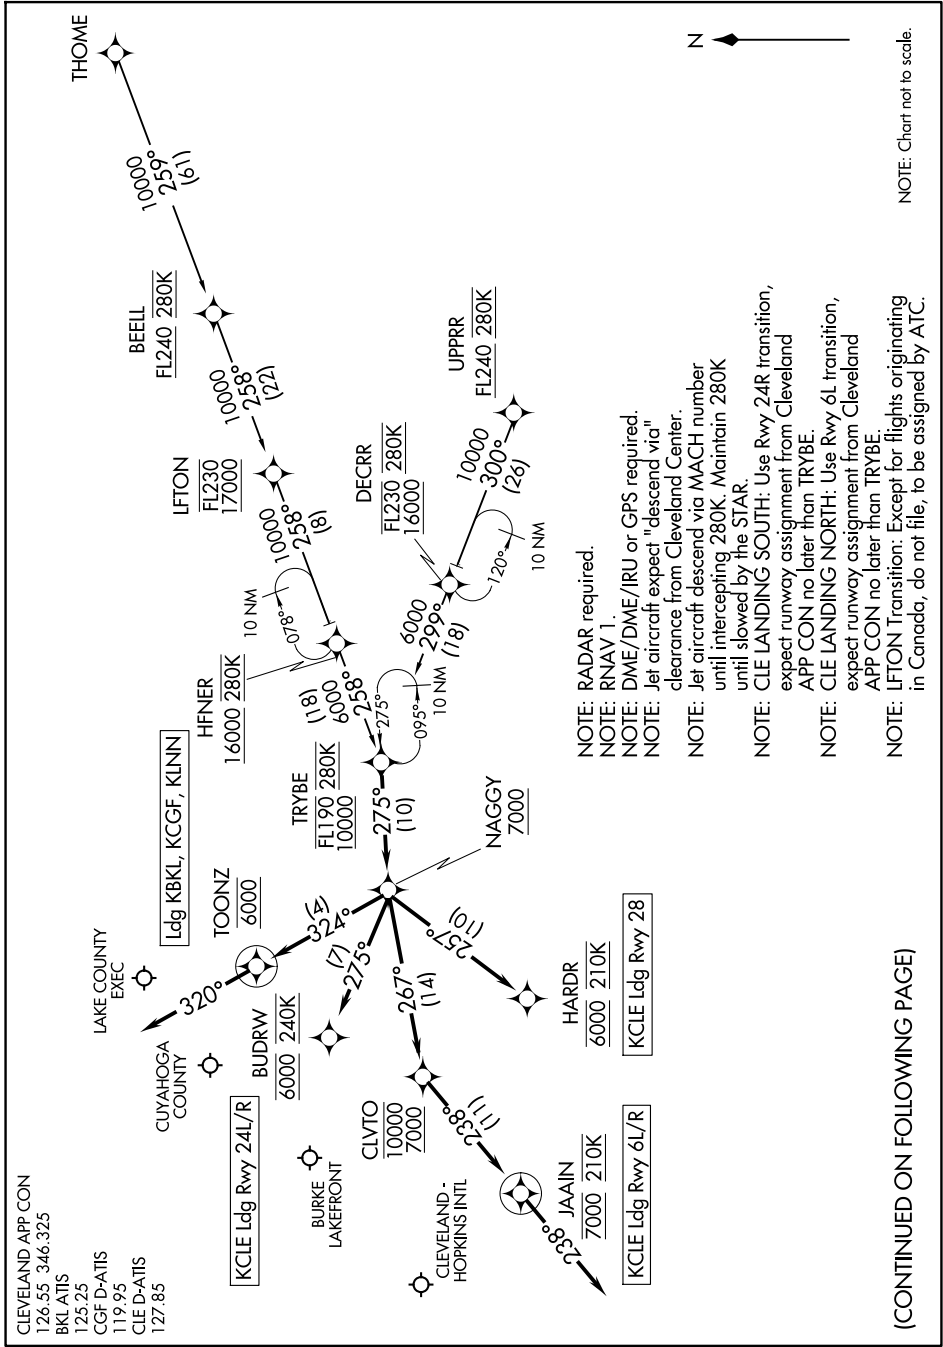 CLEVELAND APP CON
126.55 346.325
BKL ATIS
125.25
CGF D-ATIS
119.95
CLE D-ATIS
127.85
LAKE COUNTY
EXEC
CUYAHOGA
COUNTY
BURKE
LAKEFRONT
CLEVELAND -
HOPKINS INTL
Ldg KBKL, KCGF, KLNN
TOONZ
6000
320°
324°
(4)
KCLE Ldg Rwy 24L/R
BUDRW
6000 240K
275°
(7)
CLVTO
10000
7000
267°
(14)
238°
(11)
JAAIN
7000 210K
KCLE Ldg Rwy 6L/R
238°
HARDR
6000 210K
KCLE Ldg Rwy 28
257°
(10)
NAGGY
7000
275°
(10)
TRYBE
FL190 280K
10000
275°
095°
10 NM
HFNER
16000 280K
(18)
6000
258°
078°
10 NM
10000
258°
(8)
LFTON
FL230
17000
10000
258°
(22)
BEELL
FL240 280K
10000
259°
(61)
THOME
6000
299°
(18)
DECRR
FL230 280K
16000
120°
10 NM
10000
300°
(26)
UPPRR
FL240 280K
N
NOTE: RADAR required.
NOTE: RNAV 1.
NOTE: DME/DME/IRU or GPS required.
NOTE: Jet aircraft expect "descend via"
clearance from Cleveland Center.
NOTE: Jet aircraft descend via MACH number
until intercepting 280K. Maintain 280K
until slowed by the STAR.
NOTE: CLE LANDING SOUTH: Use Rwy 24R transition,
expect runway assignment from Cleveland
APP CON no later than TRYBE.
NOTE: CLE LANDING NORTH: Use Rwy 6L transition,
expect runway assignment from Cleveland
APP CON no later than TRYBE.
NOTE: LFTON Transition: Except for flights originating
in Canada, do not file, to be assigned by ATC.
NOTE: Chart not to scale.
(CONTINUED ON FOLLOWING PAGE)